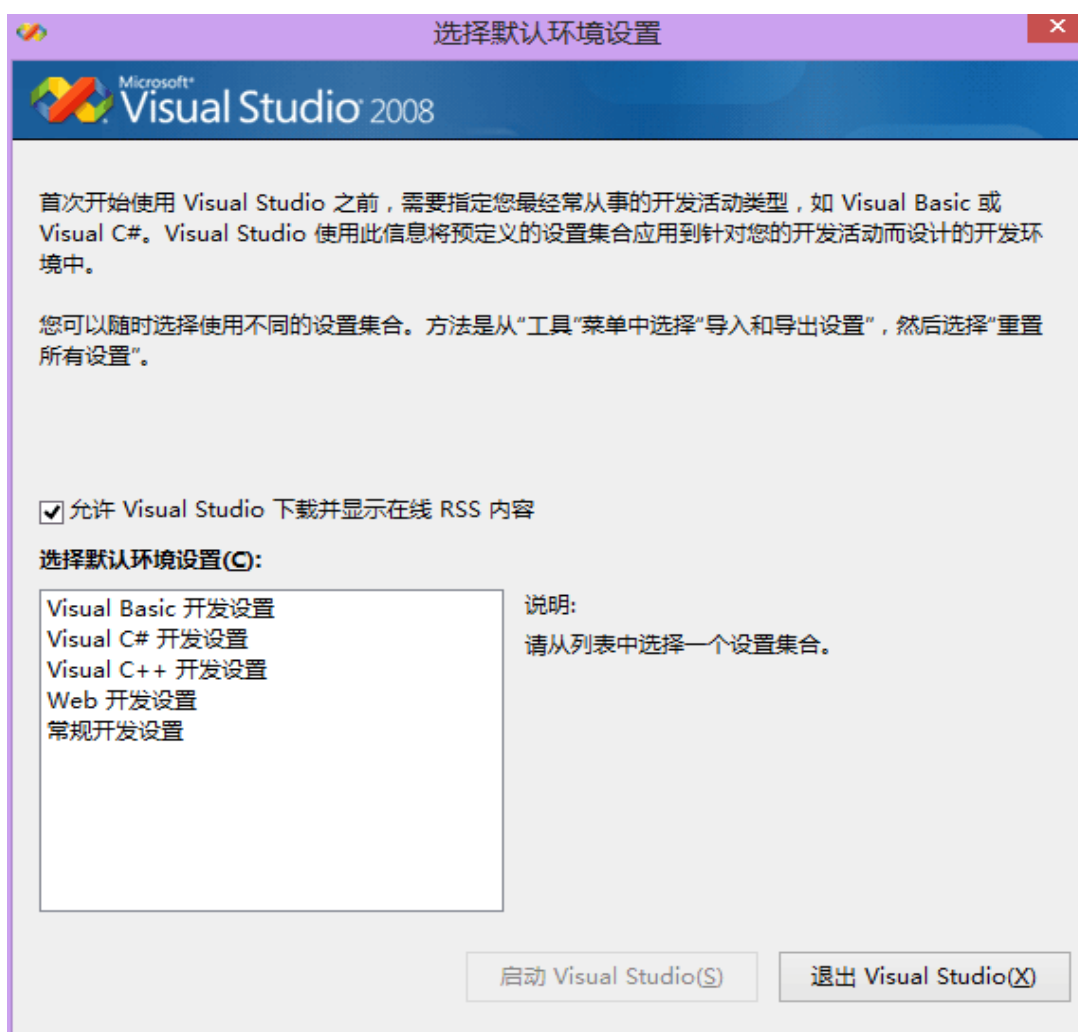 选择默认环境设置
Microsoft
Visual Studio 2008
首次开始使用 Visual Studio 之前，需要指定您最经常从事的开发活动类型，如 Visual Basic 或
Visual C#。Visual Studio 使用此信息将预定义的设置集合应用到针对您的开发活动而设计的开发环
境中。
您可以随时选择使用不同的设置集合。方法是从“工具”菜单中选择“导入和导出设置”，然后选择“重置
所有设置”。
允许 Visual Studio 下载并显示在线 RSS 内容
选择默认环境设置(C):
Visual Basic 开发设置
Visual C# 开发设置
Visual C++ 开发设置
Web 开发设置
常规开发设置
说明:
请从列表中选择一个设置集合。
启动 Visual Studio(S)
退出 Visual Studio(X)